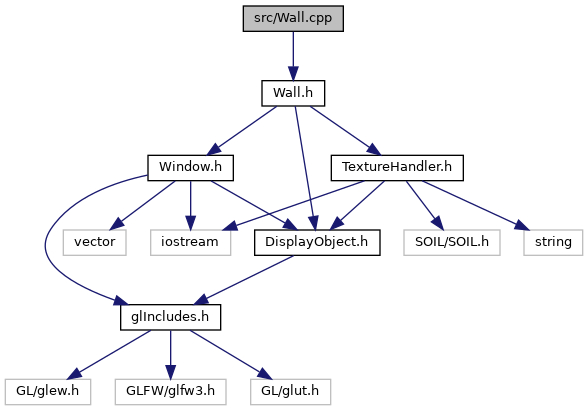 src/Wall.cpp
Wall.h
Window.h
TextureHandler.h
vector
iostream
DisplayObject.h
SOIL/SOIL.h
string
glIncludes.h
GL/glew.h
GLFW/glfw3.h
GL/glut.h